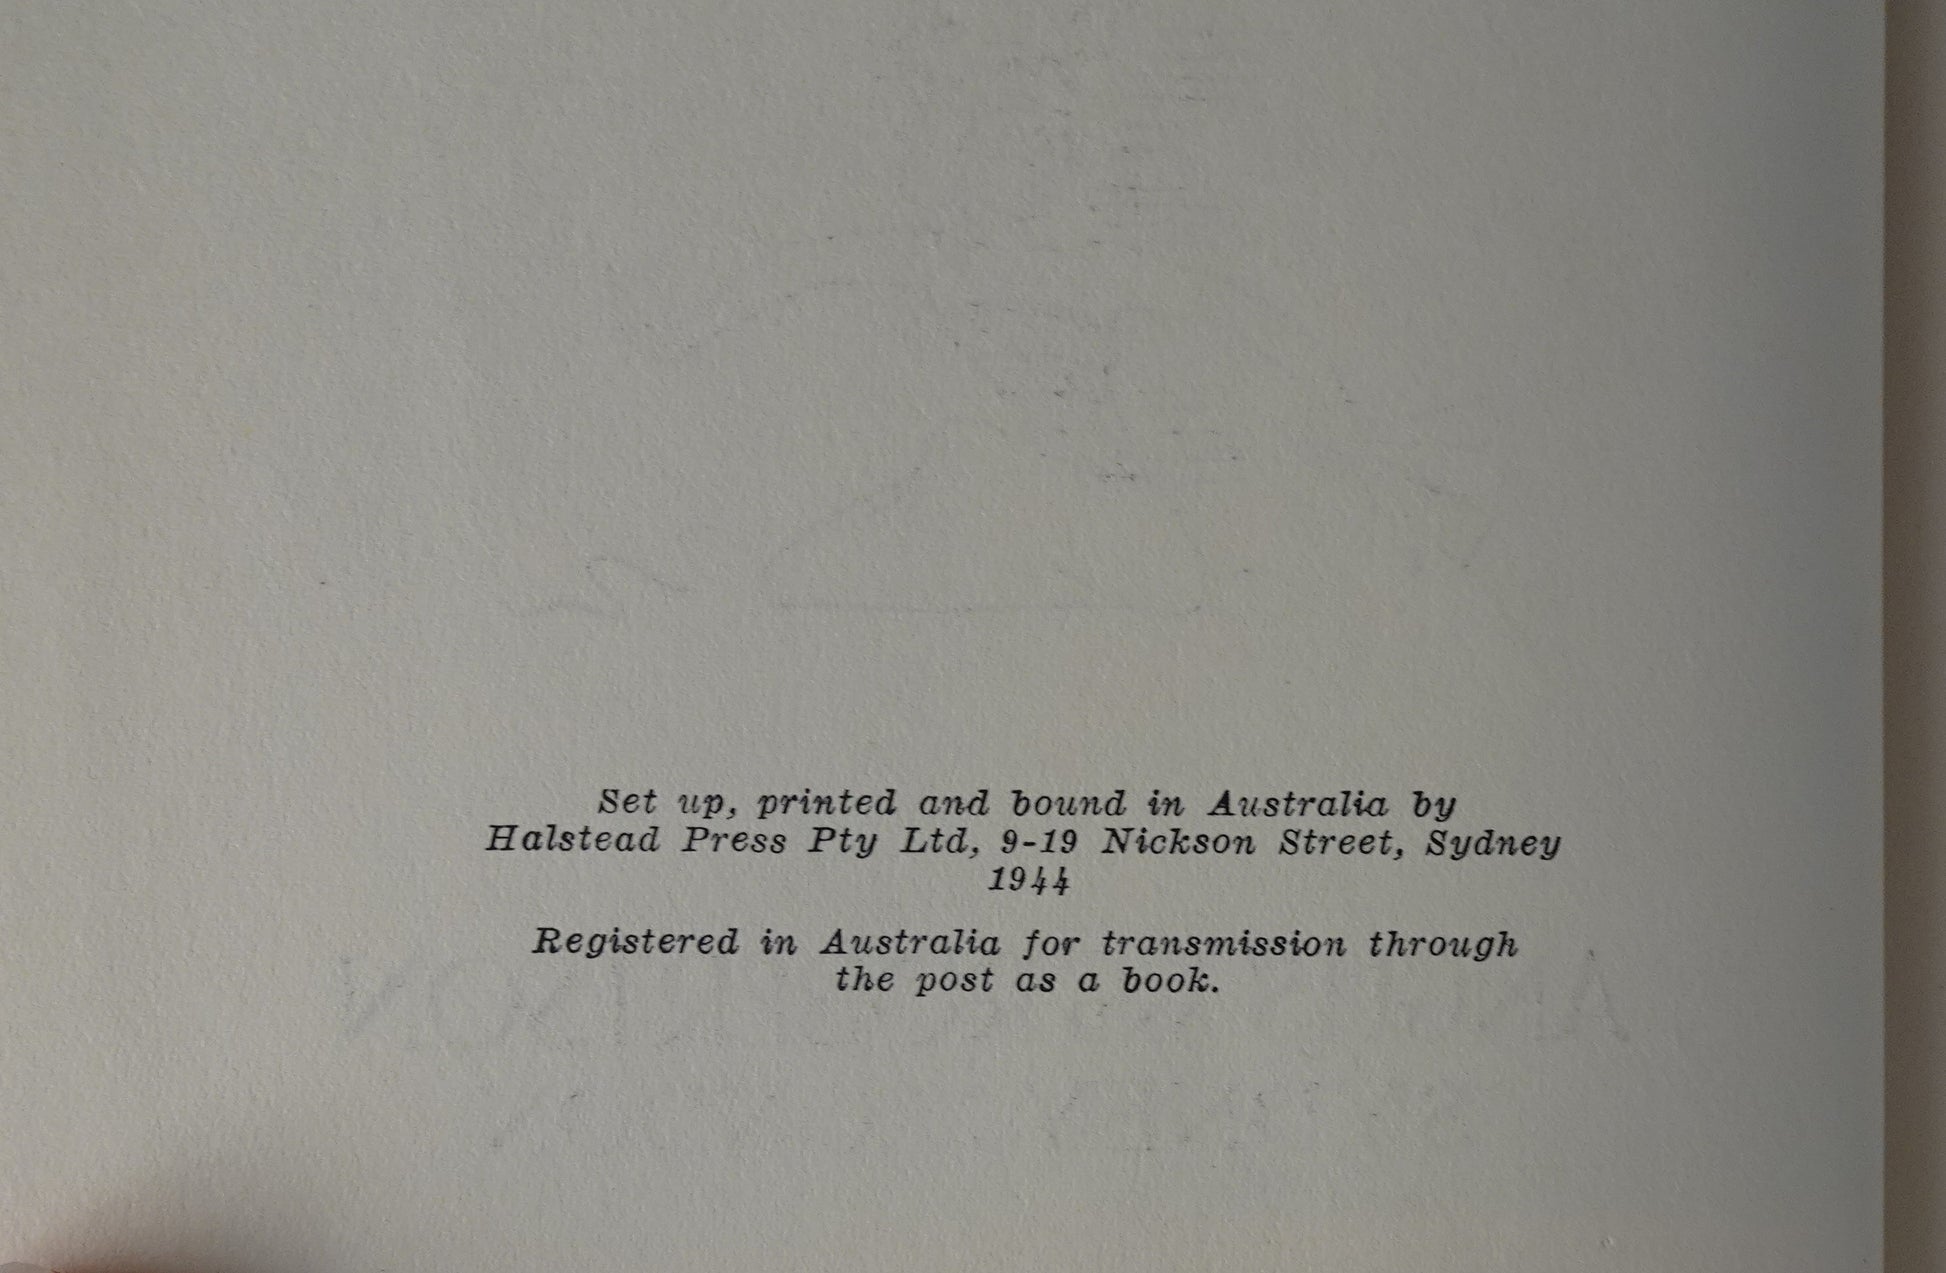 Set up, printed and bound in Australia by
Halstead Press Pty Ltd, 9-19 Nickson Street, Sydney
1944
Registered in Australia for transmission through
the post as a book.